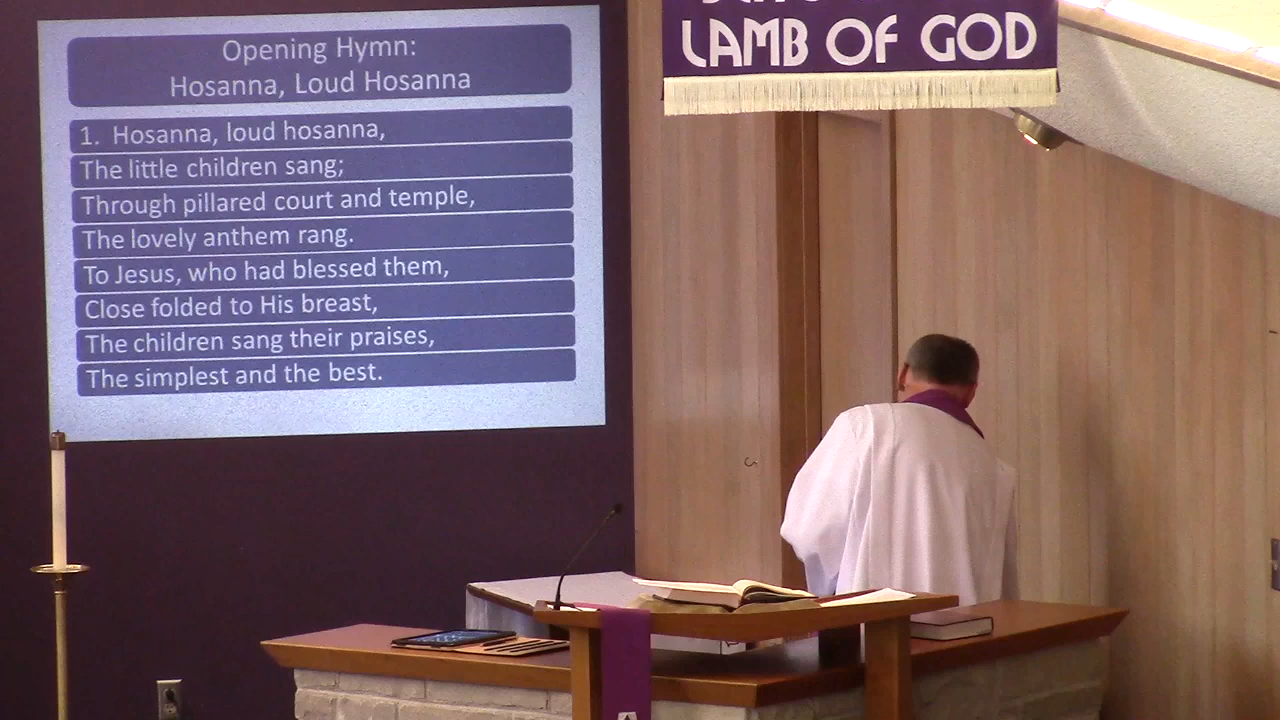 Opening Hymn:
Hosanna, Loud Hosanna
1. Hosanna, loud hosanna,
The little children sang;
Through pillared court and temple,
The lovely anthem rang.
To Jesus, who had blessed them,
Close folded to His breast,
The children sang their praises,
The simplest and the best.
LAMB OF GOD